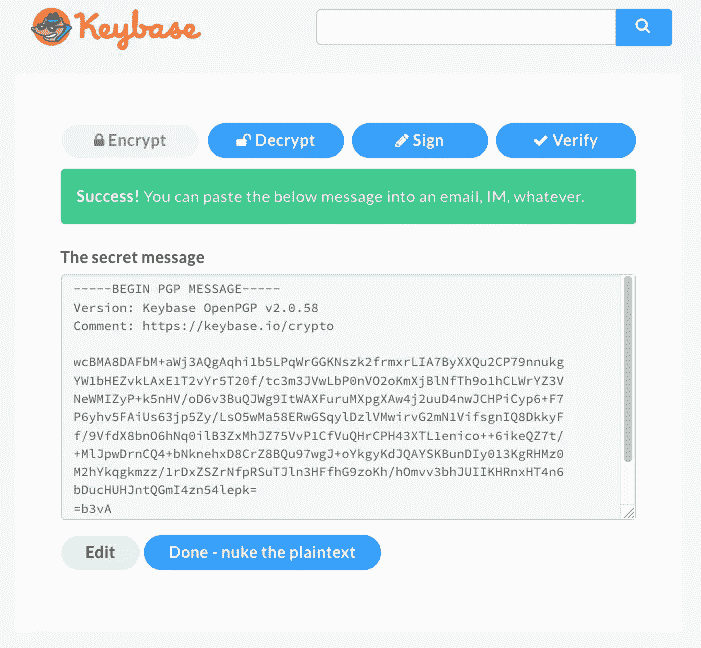 Keybase
Encrypt Decrypt Sign Verify
Success! You can paste the below message into an email, IM, whatever.
The secret message
-----BEGIN PGP MESSAGE-----
Version: Keybase OpenPGP v2.0.58
Comment: https://keybase.io/crypto
wcBMA8DAFbM+aWj3AQgAqhi1b5LPqWrGGKNszk2frmxrLIA7ByXXQu2CP79nnukg
YW1bHEZvkLAxE1T2vYr5T20f/tc3m3JVwLbP0nVO2oKmXjBlNfTh9o1hCLWrYZ3V
NeWMIZyP+k5nHV/oD6v3BuQJWg9ItWAXFuruMXpgXAw4j2uuD4nwJCHPiCyp6+F7
P6yhv5FAiUs63jp5Zy/LsO5wMa58ERwGSqylDzlVMwirvG2mN1VifsgnIQ8DkkyF
f/9VfdX8bnO6hNq0ilB3ZxMhJZ75VvP1CfVuQHrCPH43XTL1enico++6ikeQZ7t/
+MlJpwDrnCQ4+bNknehxD8CrZ8BQu97wgJ+oYkgyKdJQAYSKBunDIy013KgRHMz0
M2hYkqgkmzz/1rDxZSZrNfpRSuTJln3HFfhG9zoKh/hOmvv3bhJUIIKHRnxHT4n6
bDucHUHJntQGmI4zn54lepk=
=b3vA
Edit Done - nuke the plaintext